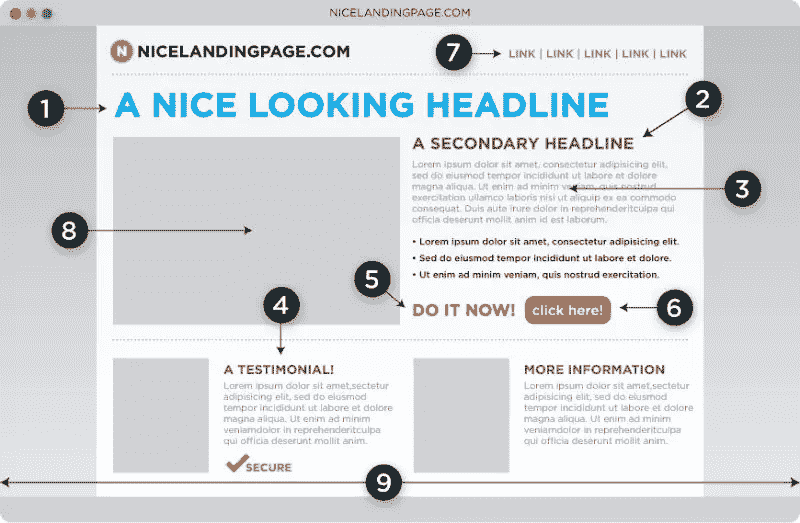 NICELANDINGPAGE.COM
N NICELANDINGPAGE.COM
7
LINK | LINK | LINK | LINK | LINK
1
A NICE LOOKING HEADLINE
2
A SECONDARY HEADLINE
Lorem ipsum dolor sit amet, consectetur adipisicing elit,
sed do eiusmod tempor incididunt ut labore et dolore
magna aliqua. Ut enim ad minim veniam, quis nostrud
exercitation ullamco laboris nisi ut aliquip ex ea commodo
consequat. Duis aute irure dolor in reprehenderitculpa qui
officia deserunt mollit anim id est laborum.
3
8
• Lorem ipsum dolor sit amet, consectetur adipisicing elit.
• Sed do eiusmod tempor incididunt ut labore et dolore.
• Ut enim ad minim veniam, quis nostrud exercitation.
5
DO IT NOW!
click here!
6
4
A TESTIMONIAL!
Lorem ipsum dolor sit amet,sectetur
adipisicing elit, sed do eiusmod
tempor incididunt ut labore et dolore
magna aliqua. Ut enim ad minim
veniamdolor in reprehenderitculpa
qui officia deserunt mollit anim.
SECURE
MORE INFORMATION
Lorem ipsum dolor sit amet,sectetur
adipisicing elit, sed do eiusmod
tempor incididunt ut labore et dolore
magna aliqua. Ut enim ad minim
veniamdolor in reprehenderitculpa
qui officia deserunt mollit anim.
9